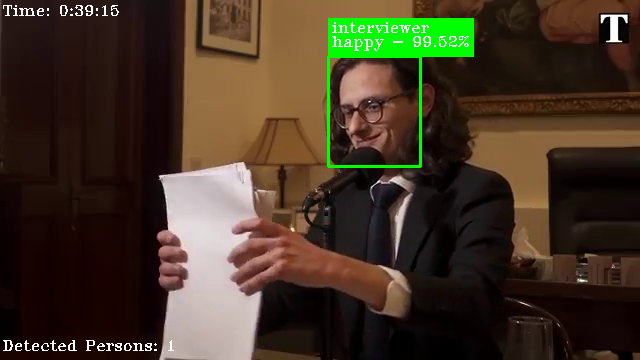 Time: 0:39:15
interviewer
happy - 99.52%
T
Detected Persons: 1